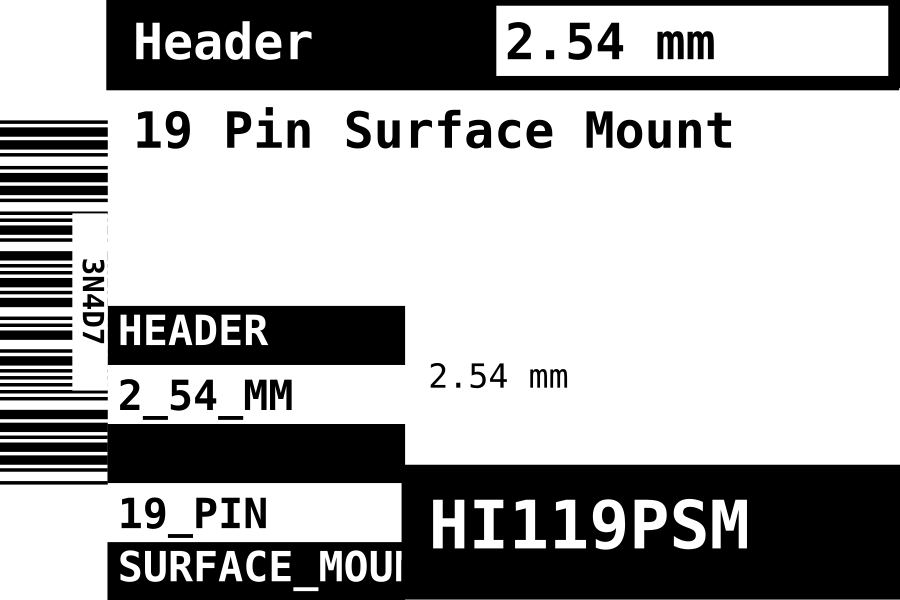 Header
2.54 mm
19 Pin Surface Mount
3N4D7
HEADER
2_54_MM
2.54 mm
19_PIN
SURFACE_MOU
HI119PSM